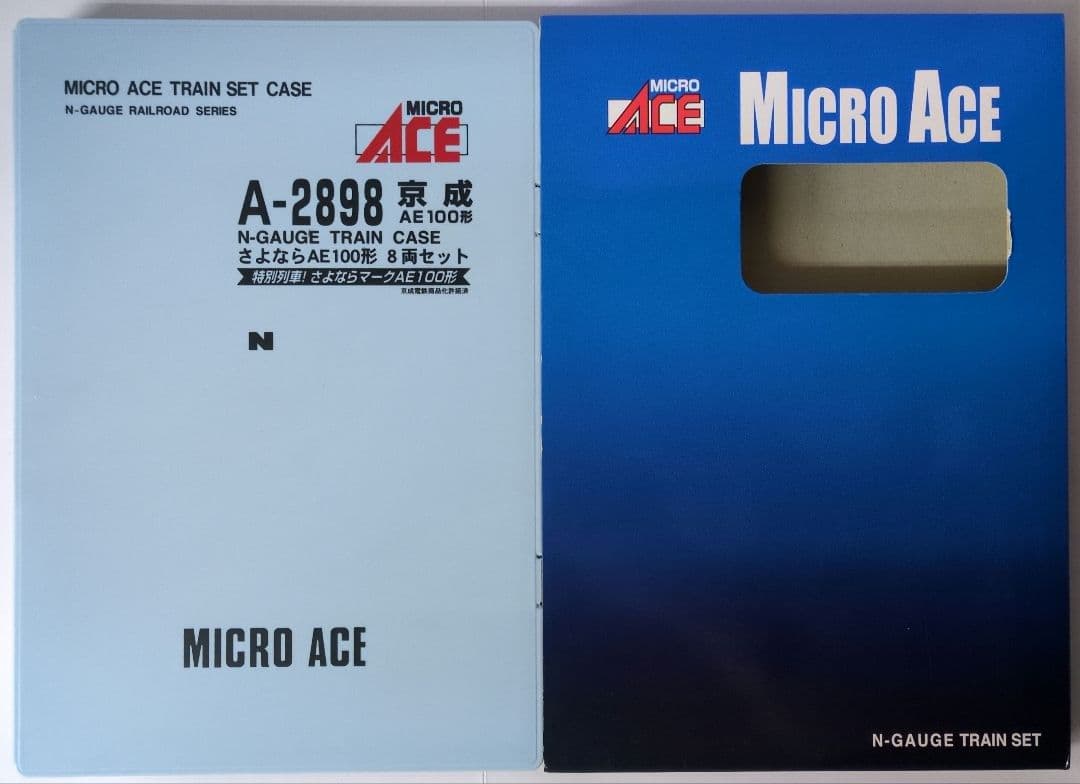 MICRO ACE TRAIN SET CASE
N-GAUGE RAILROAD SERIES
MICRO
ACE
A-2898 京成
AE100形
N-GAUGE TRAIN CASE
さよならAE100形 8両セット
特別列車!さよならマークAE100形
京成電鉄商品化許諾済
N
MICRO ACE
MICRO
ACE
MICRO ACE
N-GAUGE TRAIN SET